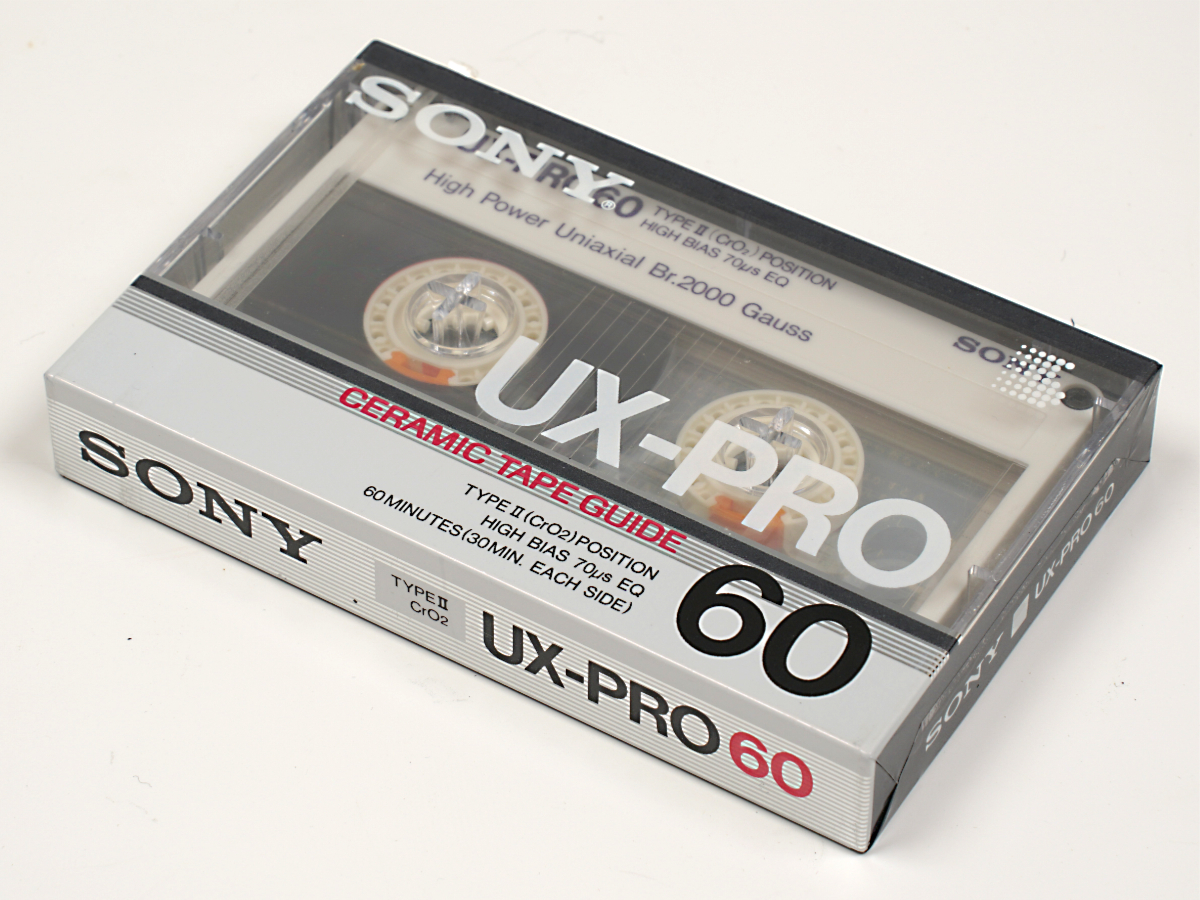 SONY®
UX-PRO 60
TYPE II (CrO₂) POSITION
HIGH BIAS 70µs EQ
High Power Uniaxial Br.2000 Gauss
SONY
UX-PRO
CERAMIC TAPE GUIDE
TYPE II (CrO2) POSITION
HIGH BIAS 70µs EQ
60 MINUTES (30 MIN. EACH SIDE)
60
SONY
TYPE II
CrO2
UX-PRO 60
SONY UX-PRO 60